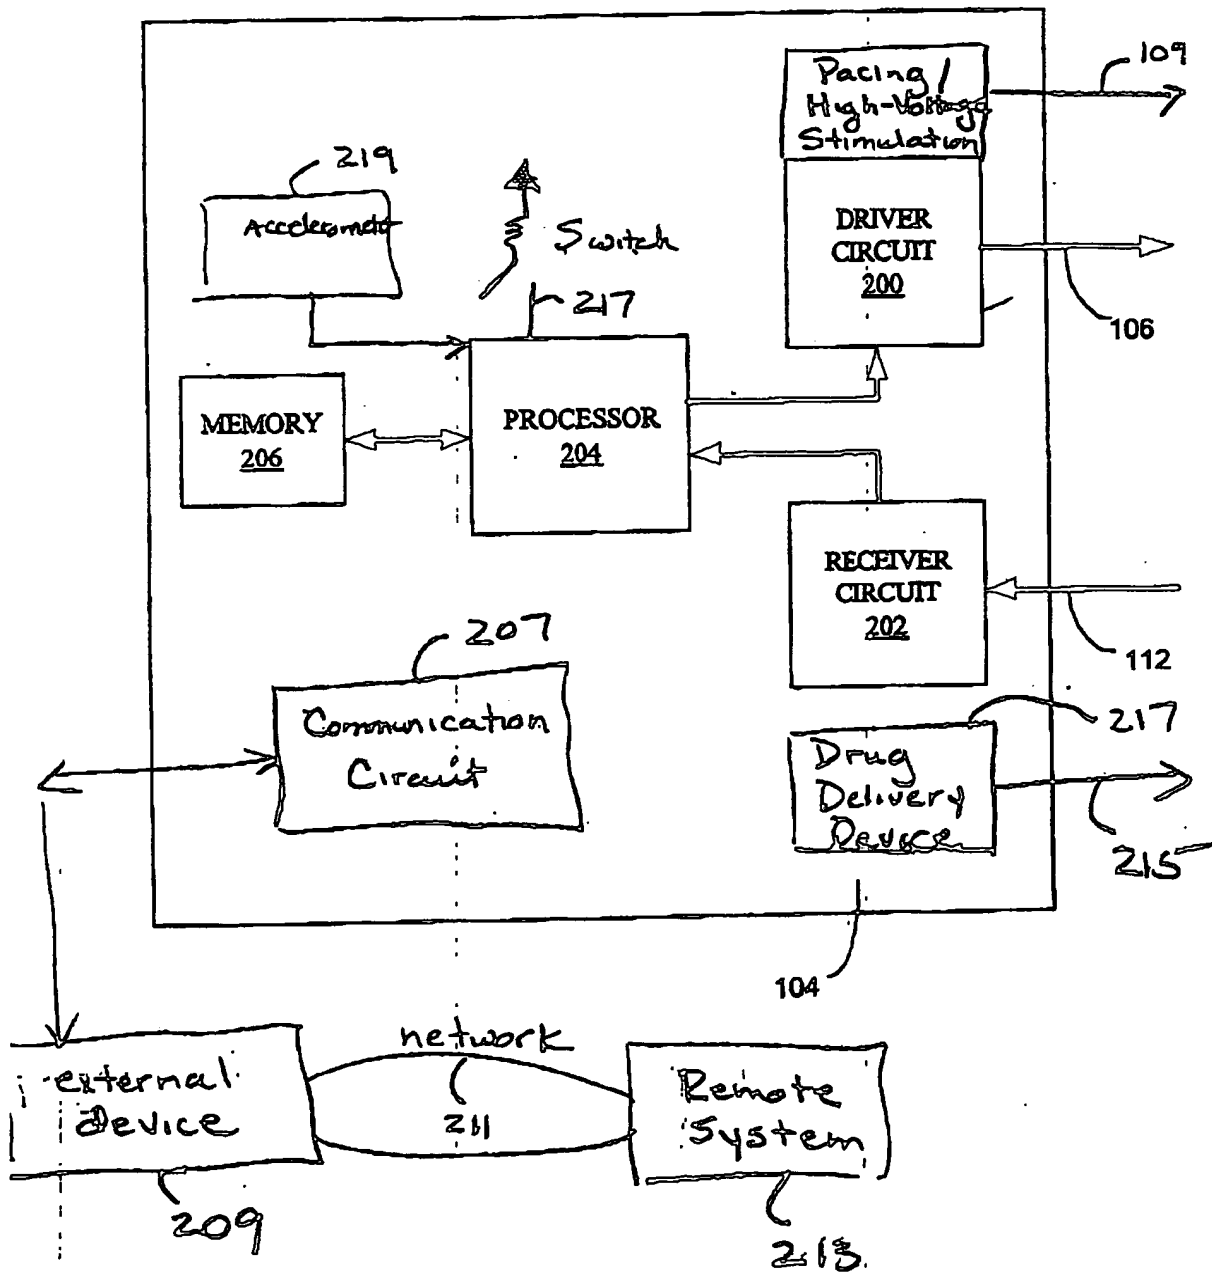 Pacing /
High-Voltage
Stimulation
109
219
Acceleromet
Switch
217
DRIVER
CIRCUIT
200
106
MEMORY
206
PROCESSOR
204
RECEIVER
CIRCUIT
202
112
207
Communication
Circuit
217
Drug
Delivery
Device
215
104
network
211
external
device
209
Remote
System
213